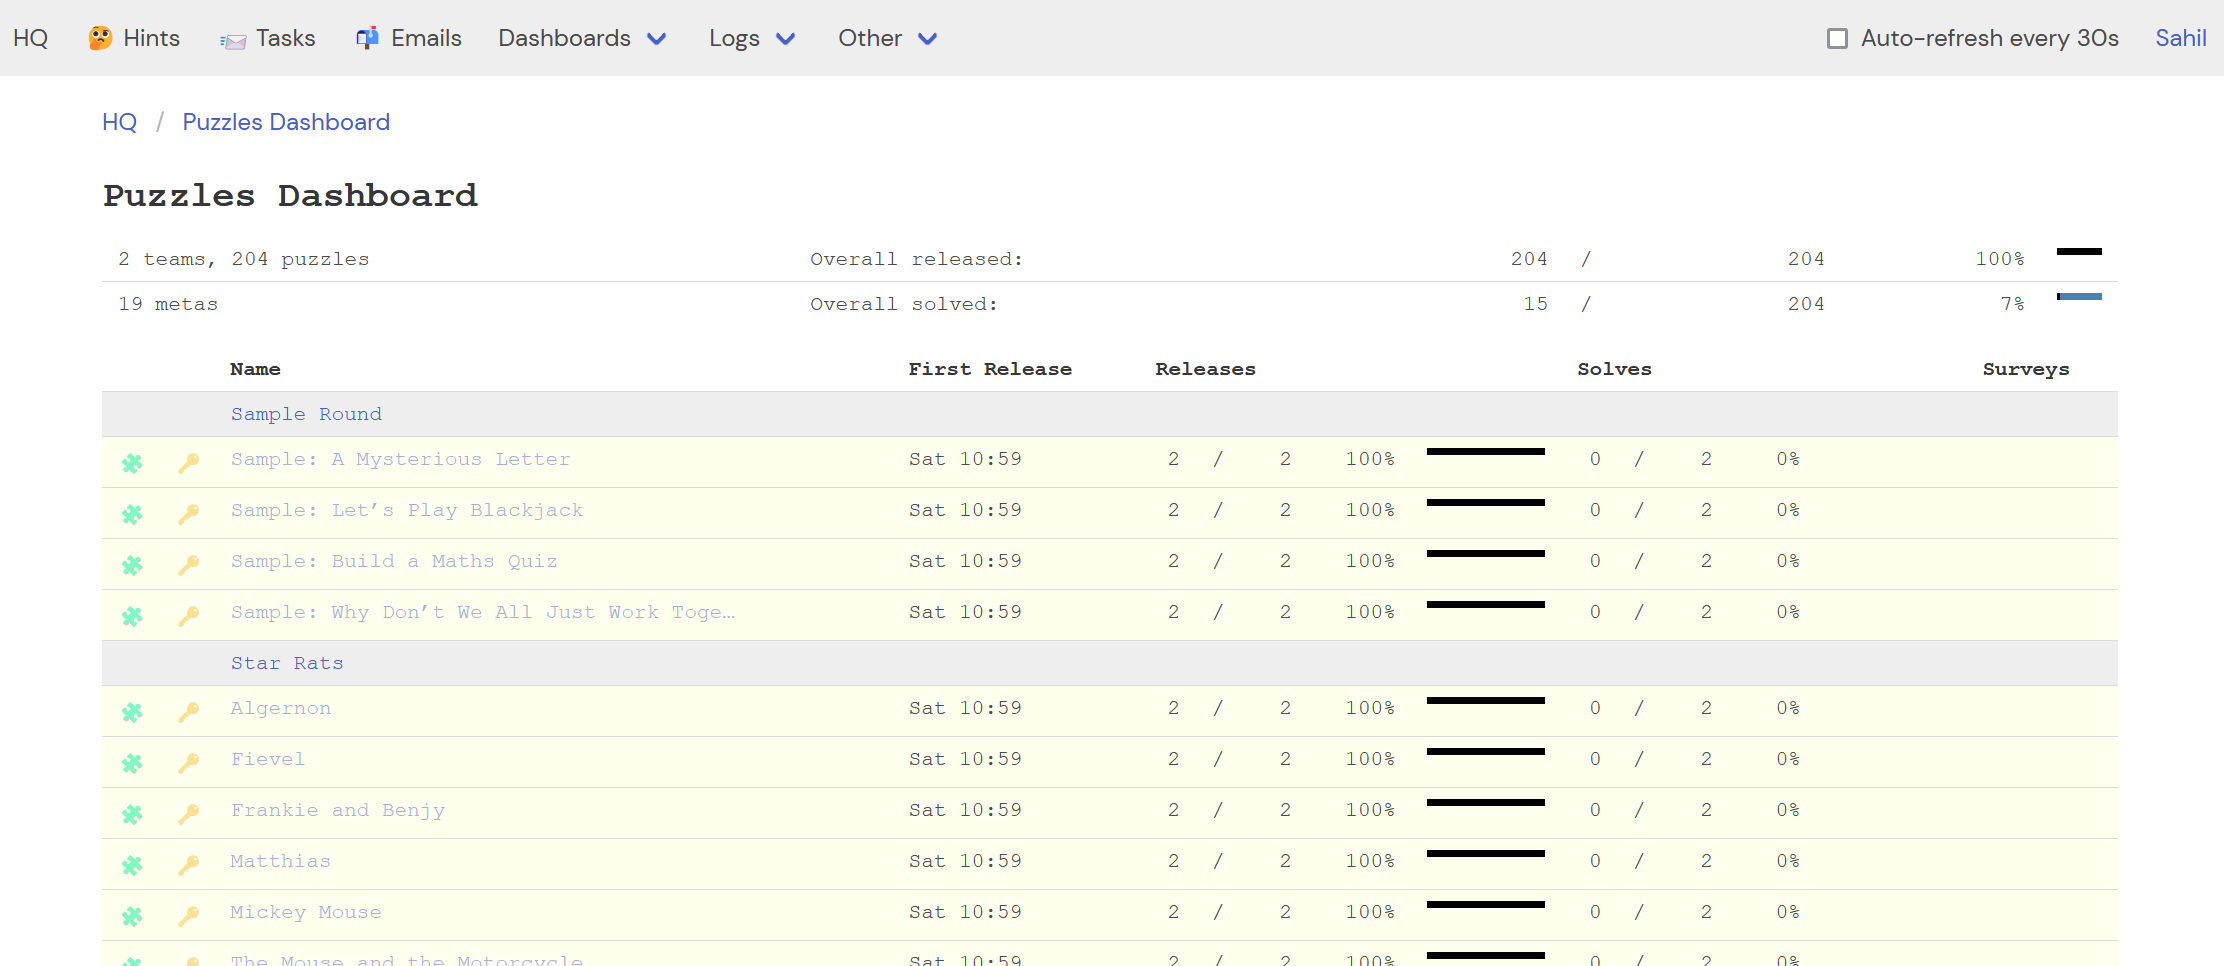 HQ Hints Tasks Emails Dashboards Logs Other Auto-refresh every 30s Sahil
HQ / Puzzles Dashboard
Puzzles Dashboard
2 teams, 204 puzzles Overall released: 204 / 204 100%
19 metas Overall solved: 15 / 204 7%
Name First Release Releases Solves Surveys
Sample Round
Sample: A Mysterious Letter Sat 10:59 2 / 2 100% 0 / 2 0%
Sample: Let’s Play Blackjack Sat 10:59 2 / 2 100% 0 / 2 0%
Sample: Build a Maths Quiz Sat 10:59 2 / 2 100% 0 / 2 0%
Sample: Why Don’t We All Just Work Toge… Sat 10:59 2 / 2 100% 0 / 2 0%
Star Rats
Algernon Sat 10:59 2 / 2 100% 0 / 2 0%
Fievel Sat 10:59 2 / 2 100% 0 / 2 0%
Frankie and Benjy Sat 10:59 2 / 2 100% 0 / 2 0%
Matthias Sat 10:59 2 / 2 100% 0 / 2 0%
Mickey Mouse Sat 10:59 2 / 2 100% 0 / 2 0%
The Mouse and the Motorcycle Sat 10:59 2 / 2 100% 0 / 2 0%